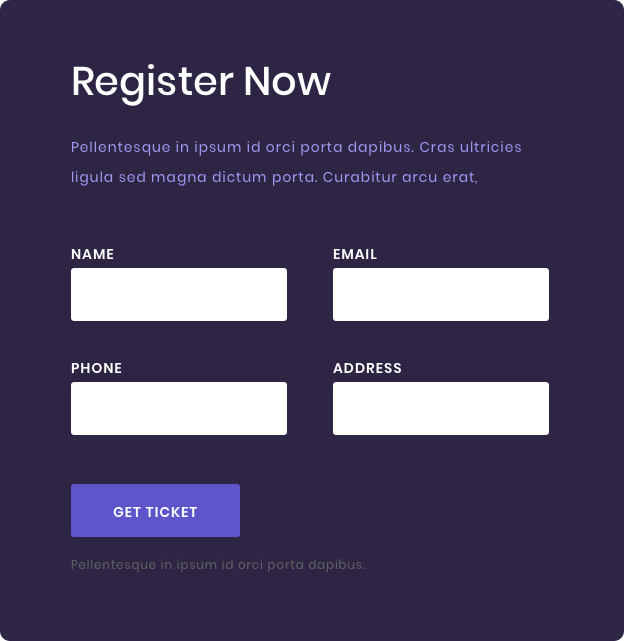 Register Now
Pellentesque in ipsum id orci porta dapibus. Cras ultricies
ligula sed magna dictum porta. Curabitur arcu erat,
NAME
EMAIL
PHONE
ADDRESS
GET TICKET
Pellentesque in ipsum id orci porta dapibus.